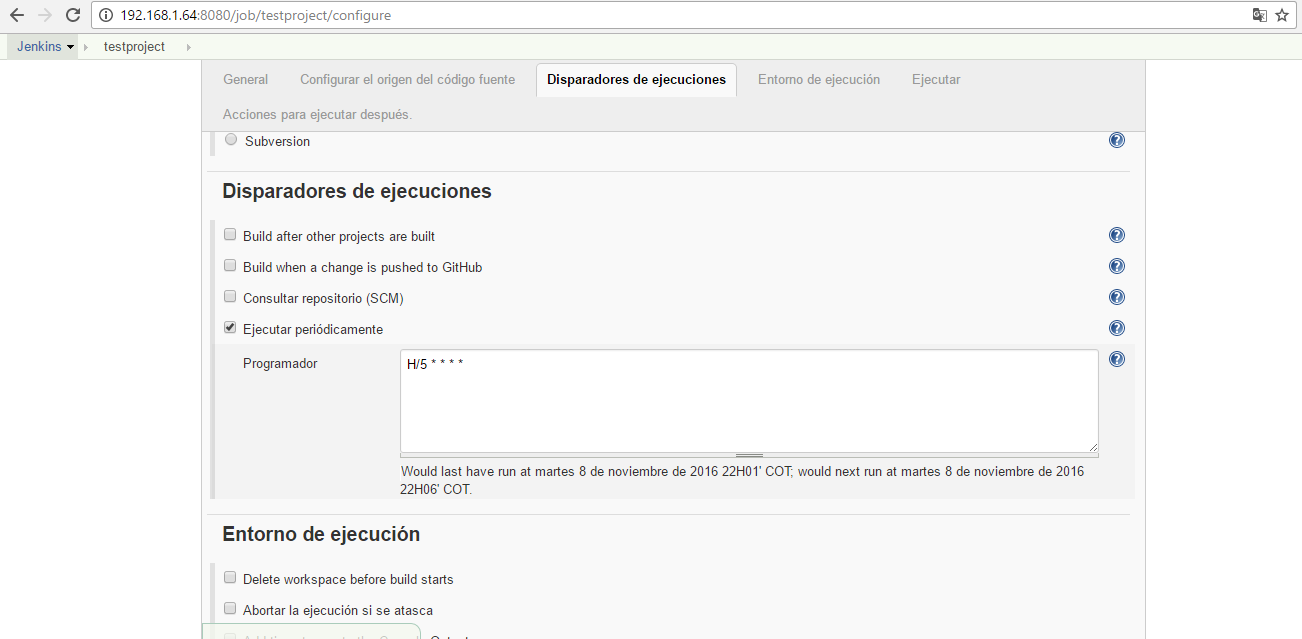 192.168.1.64:8080/job/testproject/configure
Jenkins testproject
General Configurar el origen del código fuente Disparadores de ejecuciones Entorno de ejecución Ejecutar
Acciones para ejecutar después.
Subversion
Disparadores de ejecuciones
Build after other projects are built
Build when a change is pushed to GitHub
Consultar repositorio (SCM)
Ejecutar periódicamente
Programador H/5 * * * *
Would last have run at martes 8 de noviembre de 2016 22H01' COT; would next run at martes 8 de noviembre de 2016
22H06' COT.
Entorno de ejecución
Delete workspace before build starts
Abortar la ejecución si se atasca